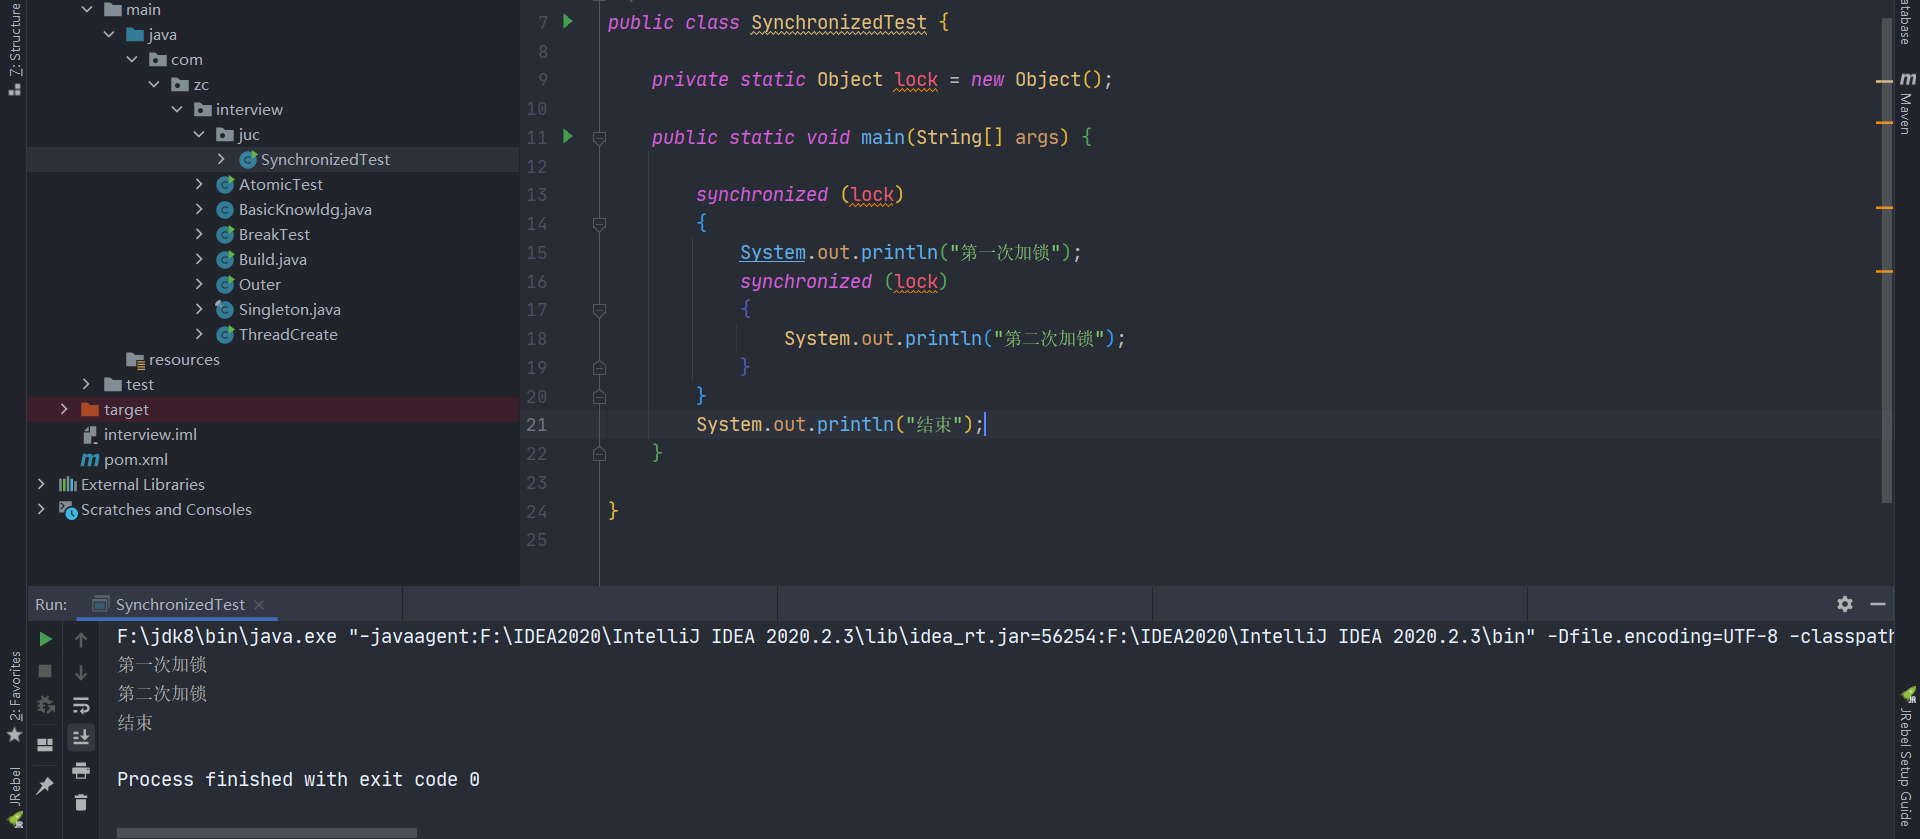 7: Structure
main
java
com
zc
interview
juc
SynchronizedTest
AtomicTest
BasicKnowldg.java
BreakTest
Build.java
Outer
Singleton.java
ThreadCreate
resources
test
target
interview.iml
pom.xml
External Libraries
Scratches and Consoles
7 public class SynchronizedTest {
8
9 private static Object lock = new Object();
10
11 public static void main(String[] args) {
12
13 synchronized (lock)
14 {
15 System.out.println("第一次加锁");
16 synchronized (lock)
17 {
18 System.out.println("第二次加锁");
19 }
20 }
21 System.out.println("结束");
22 }
23
24 }
25
atabase
Maven
Run: SynchronizedTest
F:\jdk8\bin\java.exe "-javaagent:F:\IDEA2020\IntelliJ IDEA 2020.2.3\lib\idea_rt.jar=56254:F:\IDEA2020\IntelliJ IDEA 2020.2.3\bin" -Dfile.encoding=UTF-8 -classpath
第一次加锁
第二次加锁
结束
Process finished with exit code 0
2: Favorites
JRebel
JRebel Setup Guide